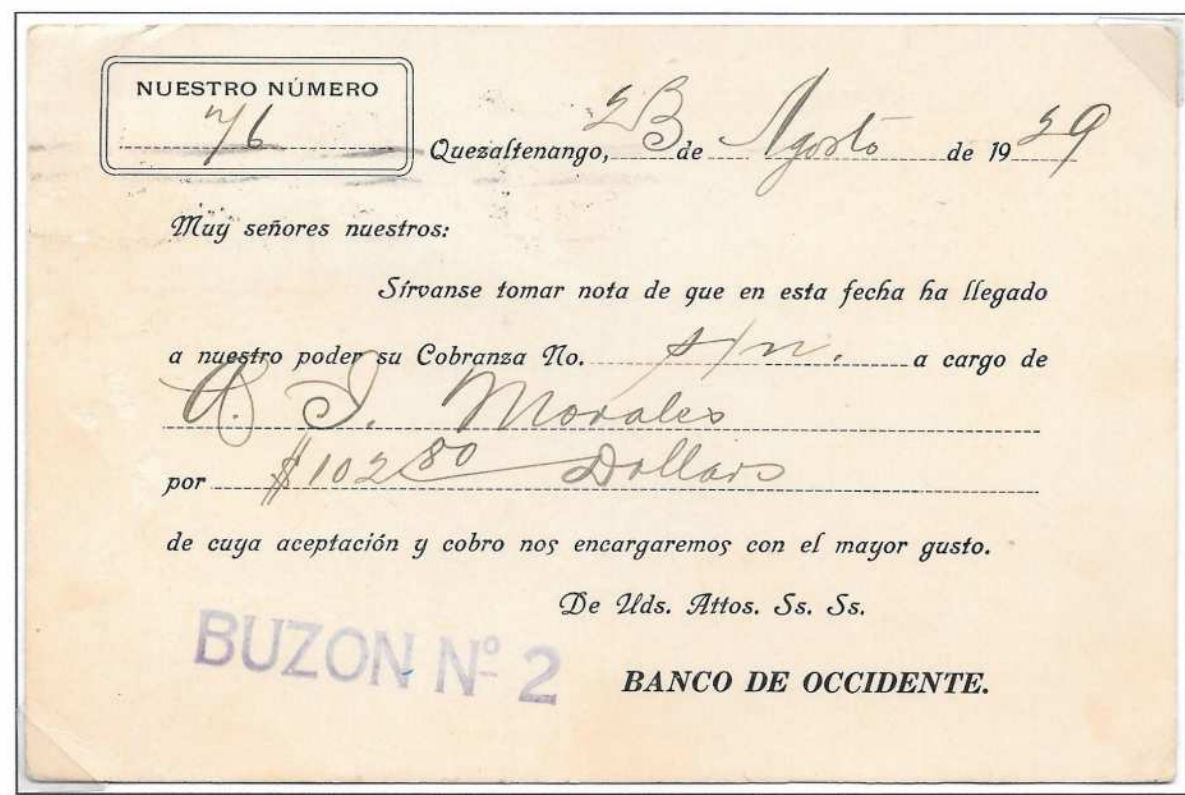 NUESTRO NÚMERO
76
Quezaltenango, 23 de Agosto de 1929
Muy señores nuestros:
Sírvanse tomar nota de que en esta fecha ha llegado
a nuestro poder su Cobranza No. s/n. a cargo de
A. J. Morales
por $102 80 Dollars
de cuya aceptación y cobro nos encargaremos con el mayor gusto.
De Uds. Attos. Ss. Ss.
BUZON Nº 2
BANCO DE OCCIDENTE.